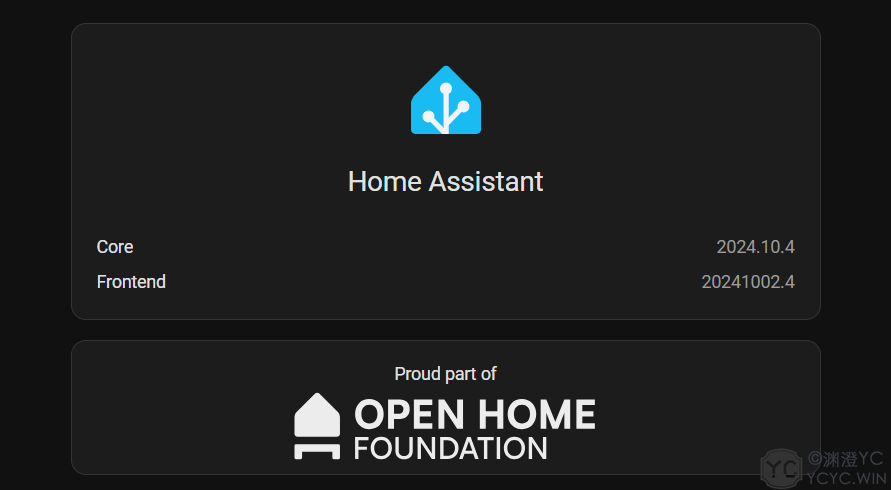 Home Assistant
Core 2024.10.4
Frontend 20241002.4
Proud part of
OPEN HOME
FOUNDATION
YC ©渊澄YC
YCYC.WIN